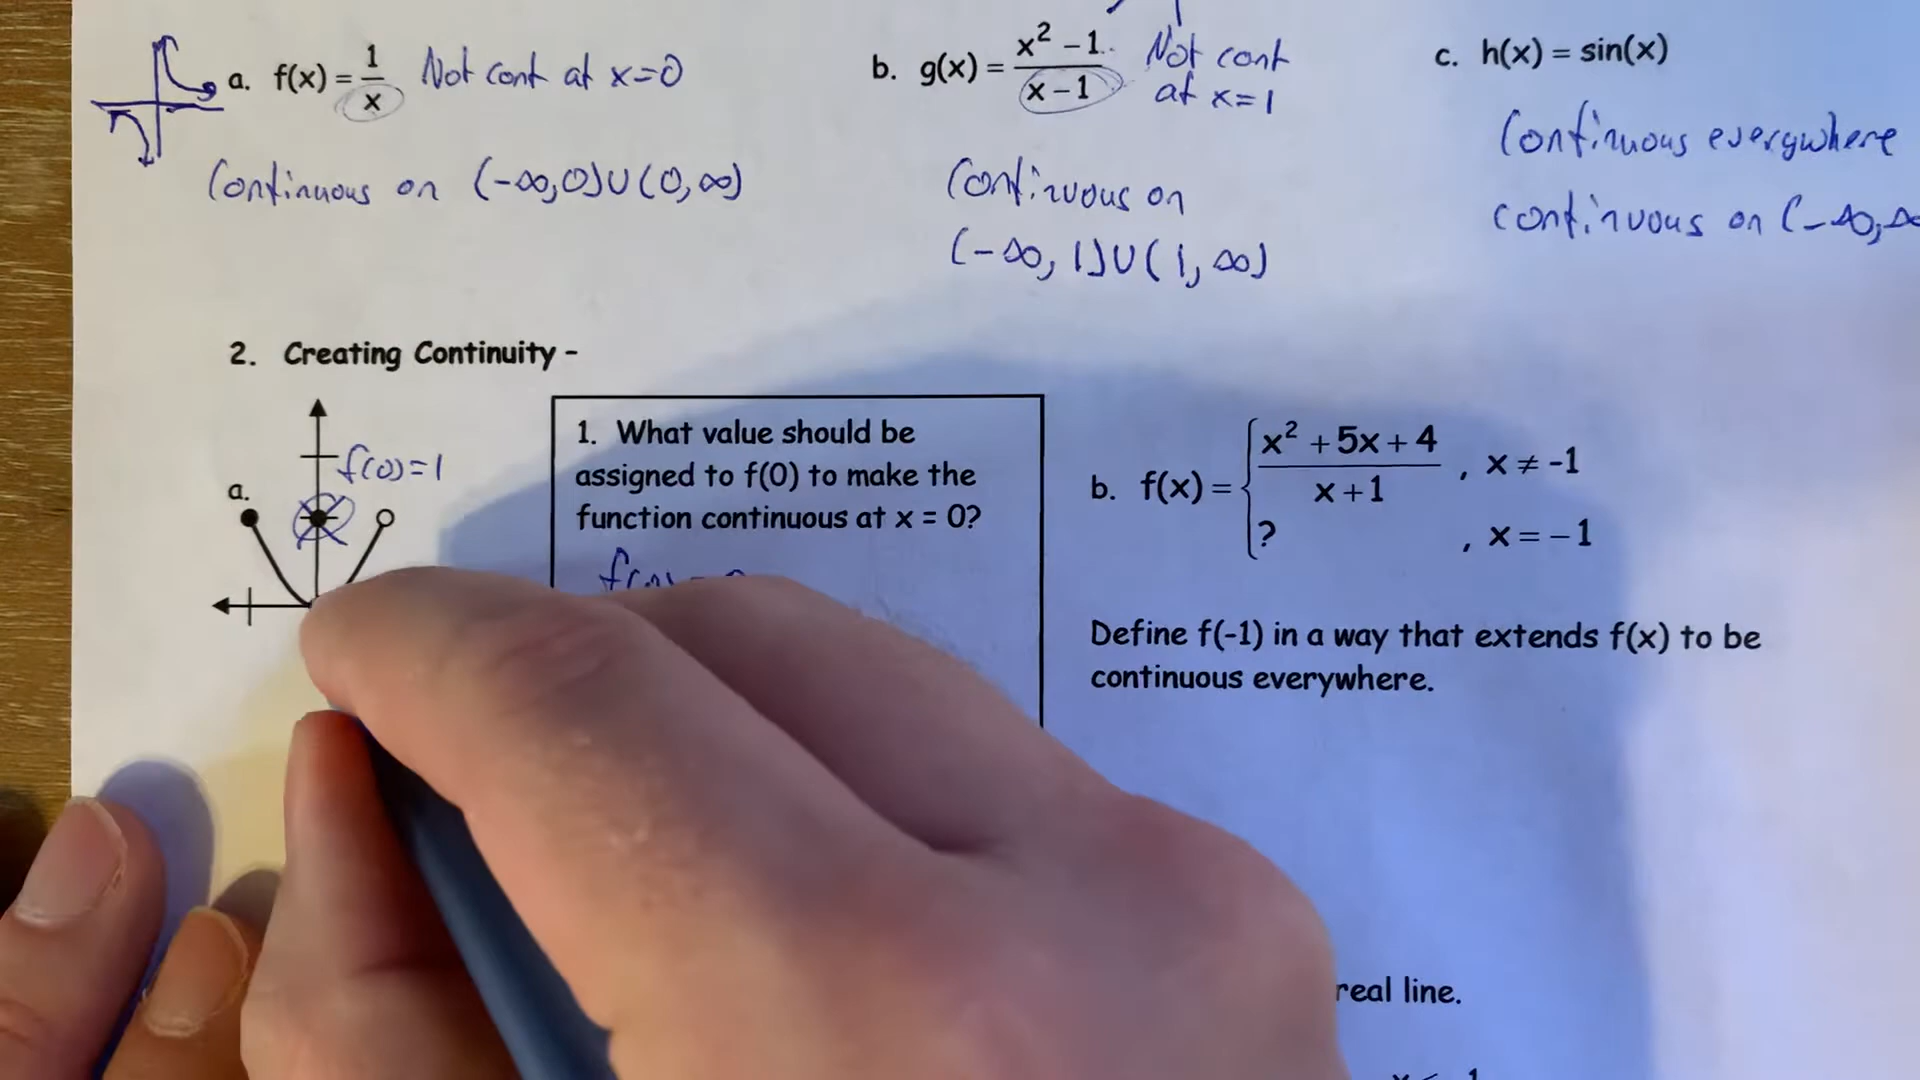 a. f(x) = 1/x Not cont at x=0
Continuous on (-∞,0)∪(0,∞)
b. g(x) = (x² - 1)/(x - 1) Not cont
at x=1
Continuous on
(-∞, 1)∪(1, ∞)
c. h(x) = sin(x)
Continuous everywhere
continuous on (-∞,∞
2. Creating Continuity -
f(0)=1
a.
1. What value should be
assigned to f(0) to make the
function continuous at x = 0?
b. f(x) = { (x² + 5x + 4)/(x + 1) , x ≠ -1
? , x = -1
Define f(-1) in a way that extends f(x) to be
continuous everywhere.
real line.